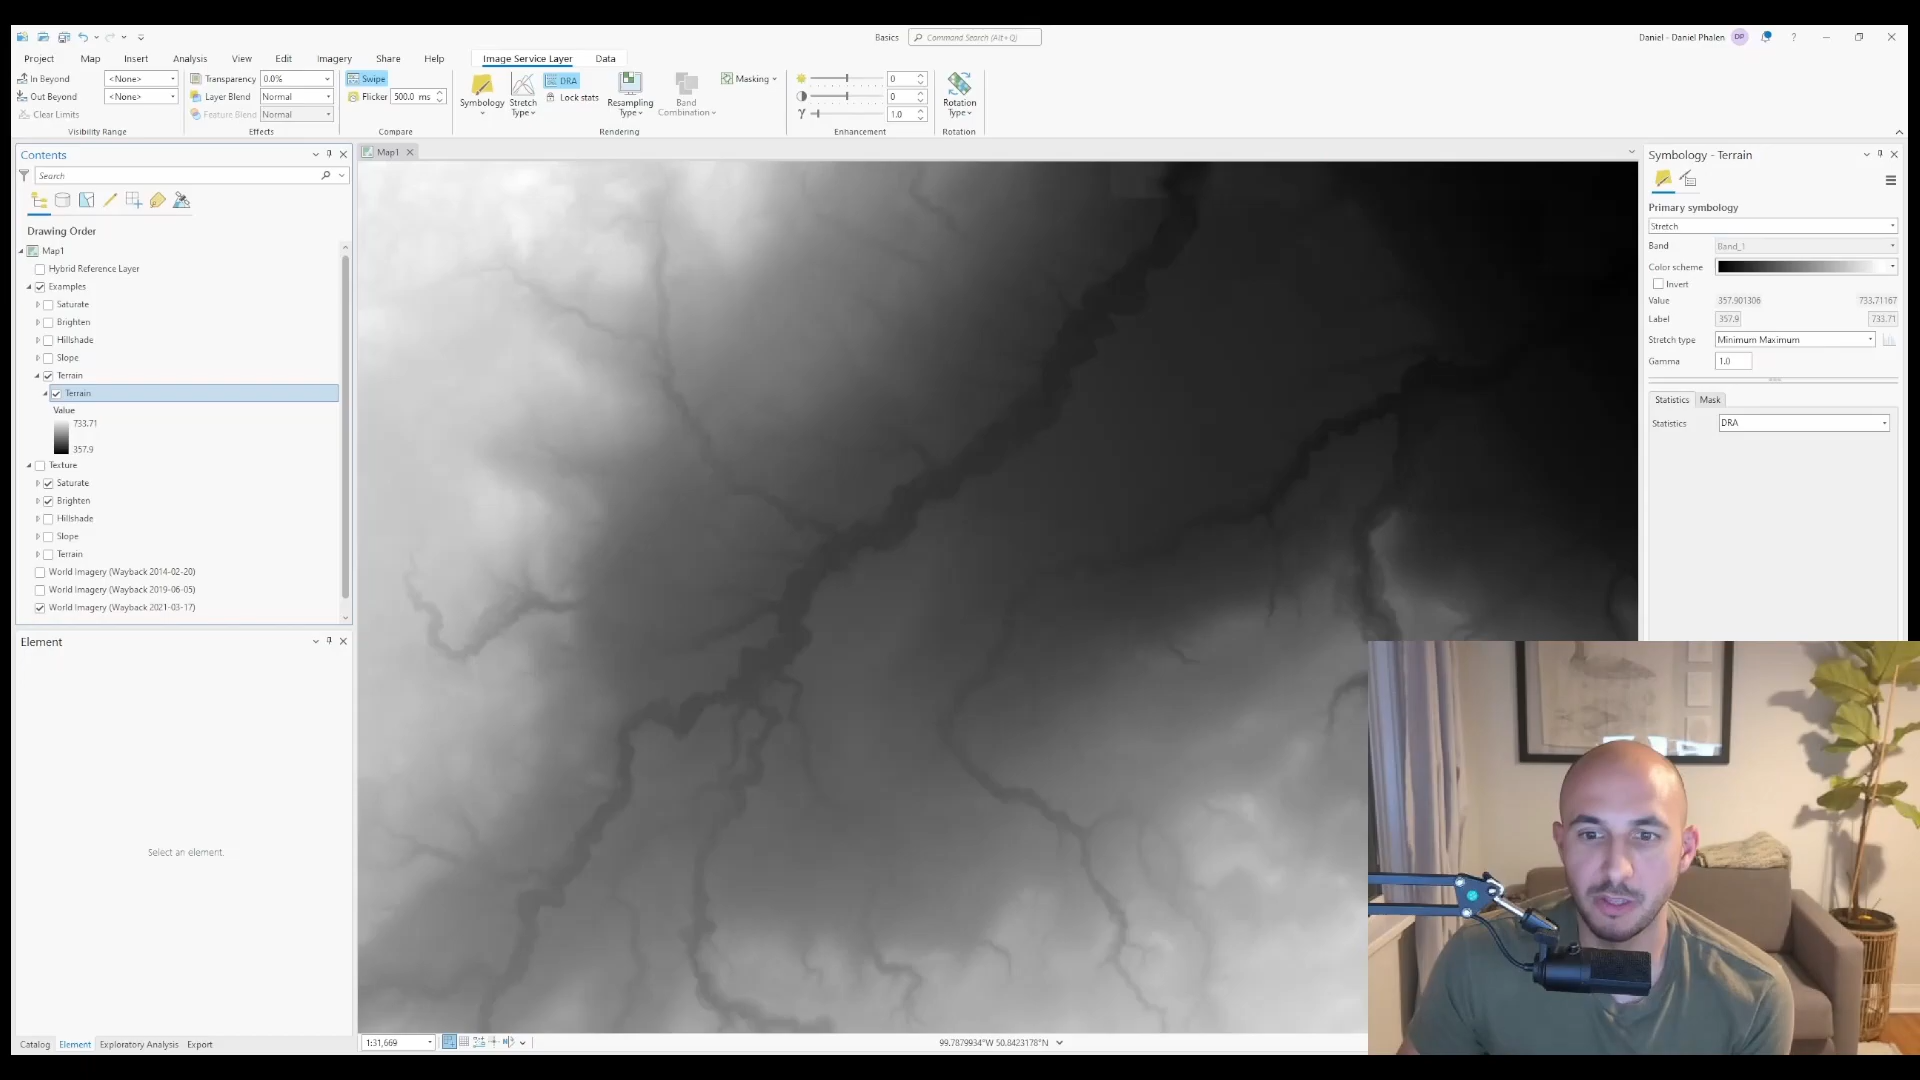 Basics
Command Search (Alt+Q)
Daniel - Daniel Phalen
DP
?
Project
Map
Insert
Analysis
View
Edit
Imagery
Share
Help
Image Service Layer
Data
In Beyond
<None>
Out Beyond
<None>
Clear Limits
Visibility Range
Transparency
0.0%
Layer Blend
Normal
Feature Blend
Normal
Effects
Swipe
Flicker
500.0 ms
Compare
Symbology
Stretch
Type
DRA
Lock stats
Resampling
Type
Band
Combination
Rendering
Masking
0
0
1.0
Enhancement
Rotation
Type
Rotation
Contents
Search
Drawing Order
Map1
Hybrid Reference Layer
Examples
Saturate
Brighten
Hillshade
Slope
Terrain
Terrain
Value
733.71
357.9
Texture
Saturate
Brighten
Hillshade
Slope
Terrain
World Imagery (Wayback 2014-02-20)
World Imagery (Wayback 2019-06-05)
World Imagery (Wayback 2021-03-17)
Element
Select an element.
Catalog
Element
Exploratory Analysis
Export
Map1
1:31,669
99.7879934°W 50.8423178°N
Symbology - Terrain
Primary symbology
Stretch
Band
Band_1
Color scheme
Invert
Value
357.901306
733.71167
Label
357.9
733.71
Stretch type
Minimum Maximum
Gamma
1.0
Statistics
Mask
Statistics
DRA